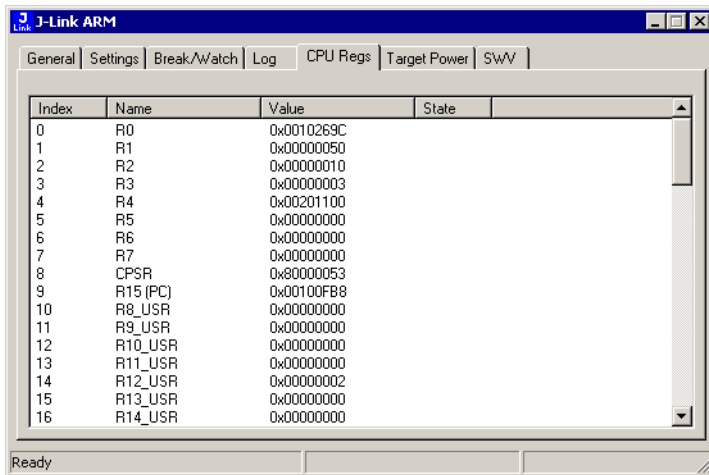 J Link J-Link ARM
General Settings Break/Watch Log CPU Regs Target Power SWV
Index Name Value State
0 R0 0x0010269C
1 R1 0x00000050
2 R2 0x00000010
3 R3 0x00000003
4 R4 0x00201100
5 R5 0x00000000
6 R6 0x00000000
7 R7 0x00000000
8 CPSR 0x80000053
9 R15 (PC) 0x00100FB8
10 R8_USR 0x00000000
11 R9_USR 0x00000000
12 R10_USR 0x00000000
13 R11_USR 0x00000000
14 R12_USR 0x00000002
15 R13_USR 0x00000000
16 R14_USR 0x00000000
Ready